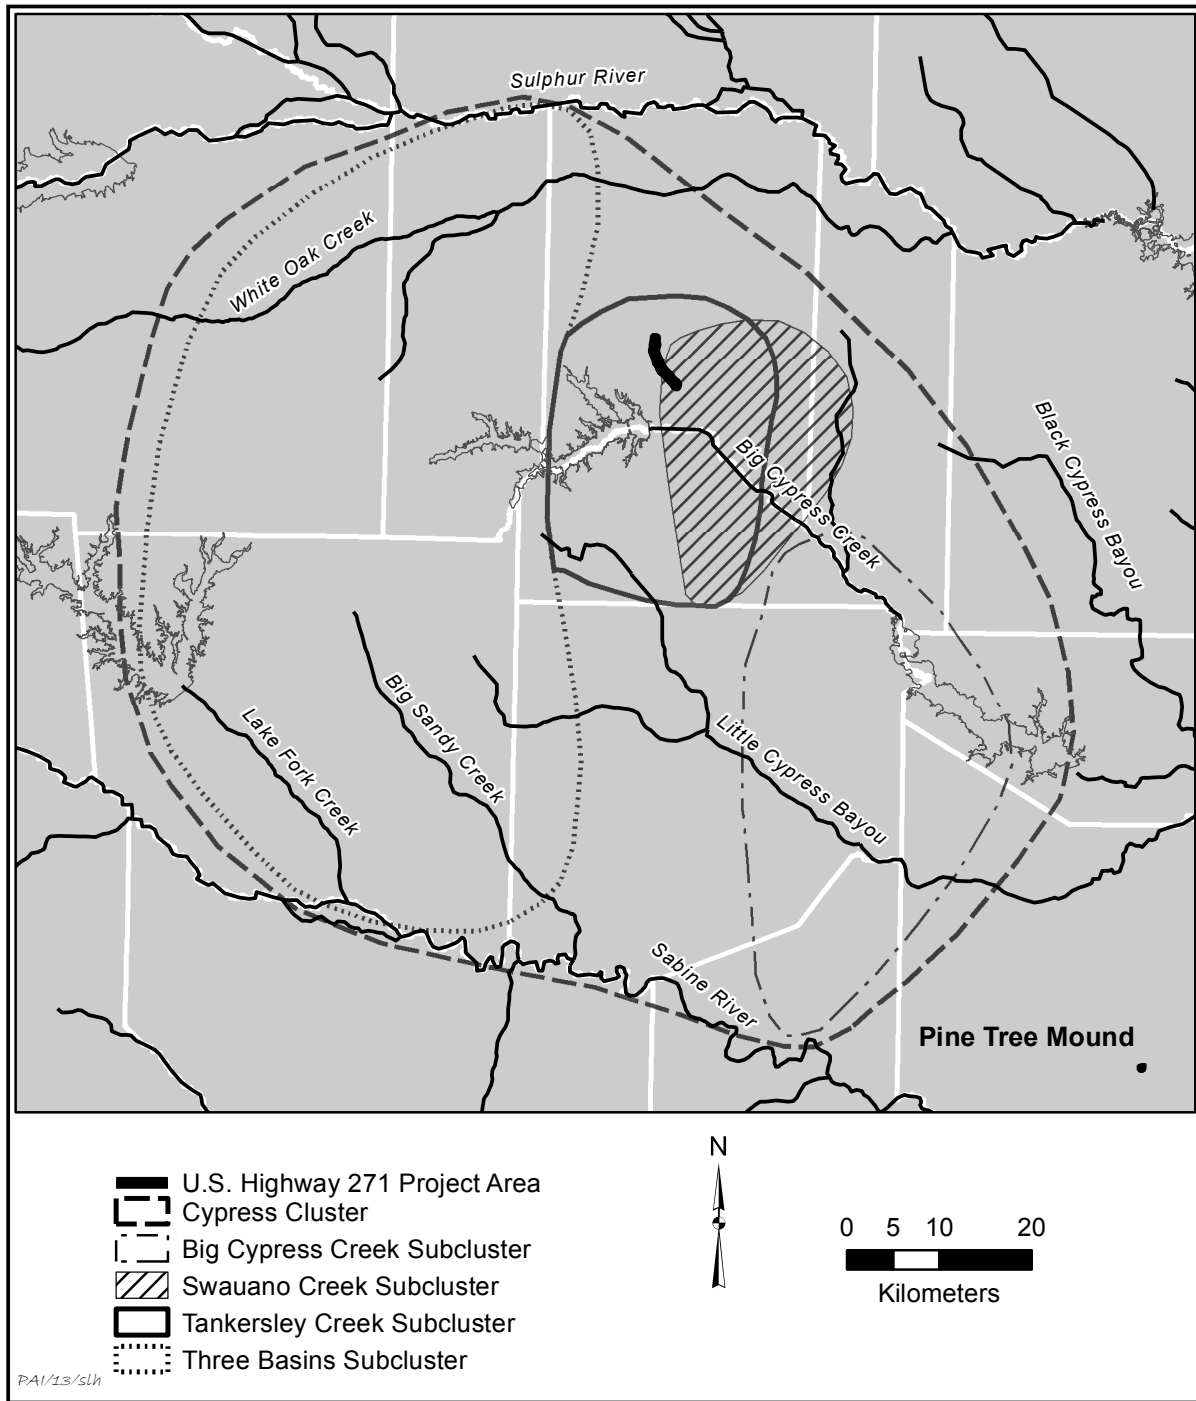 Sulphur River
White Oak Creek
Black Cypress Bayou
Big Cypress Creek
Big Sandy Creek
Lake Fork Creek
Little Cypress Bayou
Sabine River
Pine Tree Mound
N
U.S. Highway 271 Project Area
Cypress Cluster
Big Cypress Creek Subcluster
Swauano Creek Subcluster
Tankersley Creek Subcluster
Three Basins Subcluster
0 5 10 20
Kilometers
PAI/13/slh